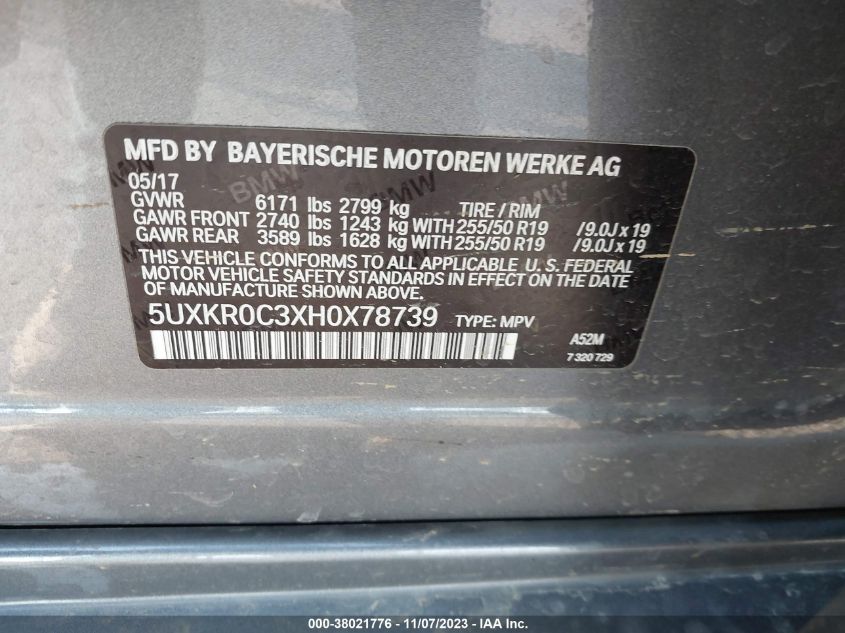 MFD BY BAYERISCHE MOTOREN WERKE AG
05/17
GVWR 6171 lbs 2799 kg TIRE / RIM
GAWR FRONT 2740 lbs 1243 kg WITH 255/50 R19 /9.0J x 19
GAWR REAR 3589 lbs 1628 kg WITH 255/50 R19 /9.0J x 19
THIS VEHICLE CONFORMS TO ALL APPLICABLE U. S. FEDERAL
MOTOR VEHICLE SAFETY STANDARDS IN EFFECT ON THE DATE
OF MANUFACTURE SHOWN ABOVE.
5UXKR0C3XH0X78739 TYPE: MPV A52M
7 320 729
000-38021776 - 11/07/2023 - IAA Inc.